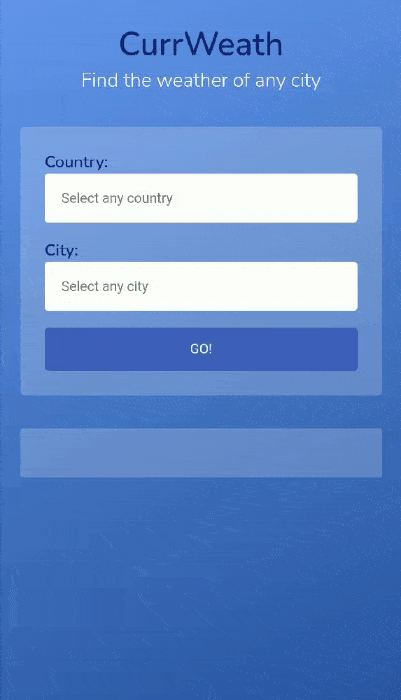 CurrWeath
Find the weather of any city
Country:
Select any country
City:
Select any city
GO!